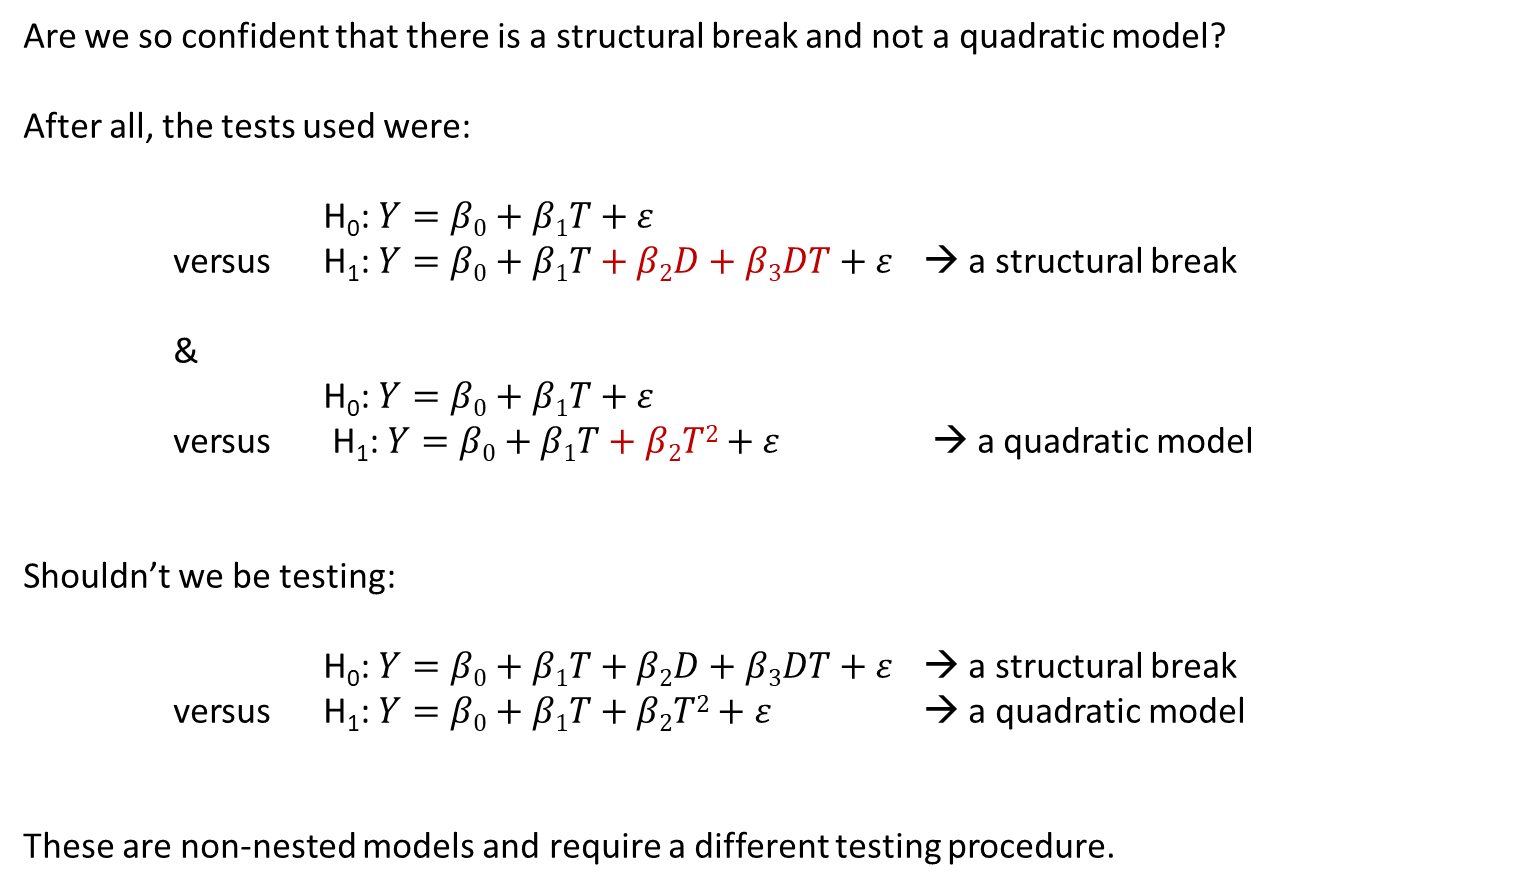 Are we so confident that there is a structural break and not a quadratic model?
After all, the tests used were:
H₀: Y = β₀ + β₁T + ε
versus H₁: Y = β₀ + β₁T + β₂D + β₃DT + ε → a structural break
&
H₀: Y = β₀ + β₁T + ε
versus H₁: Y = β₀ + β₁T + β₂T² + ε → a quadratic model
Shouldn’t we be testing:
H₀: Y = β₀ + β₁T + β₂D + β₃DT + ε → a structural break
versus H₁: Y = β₀ + β₁T + β₂T² + ε → a quadratic model
These are non-nested models and require a different testing procedure.